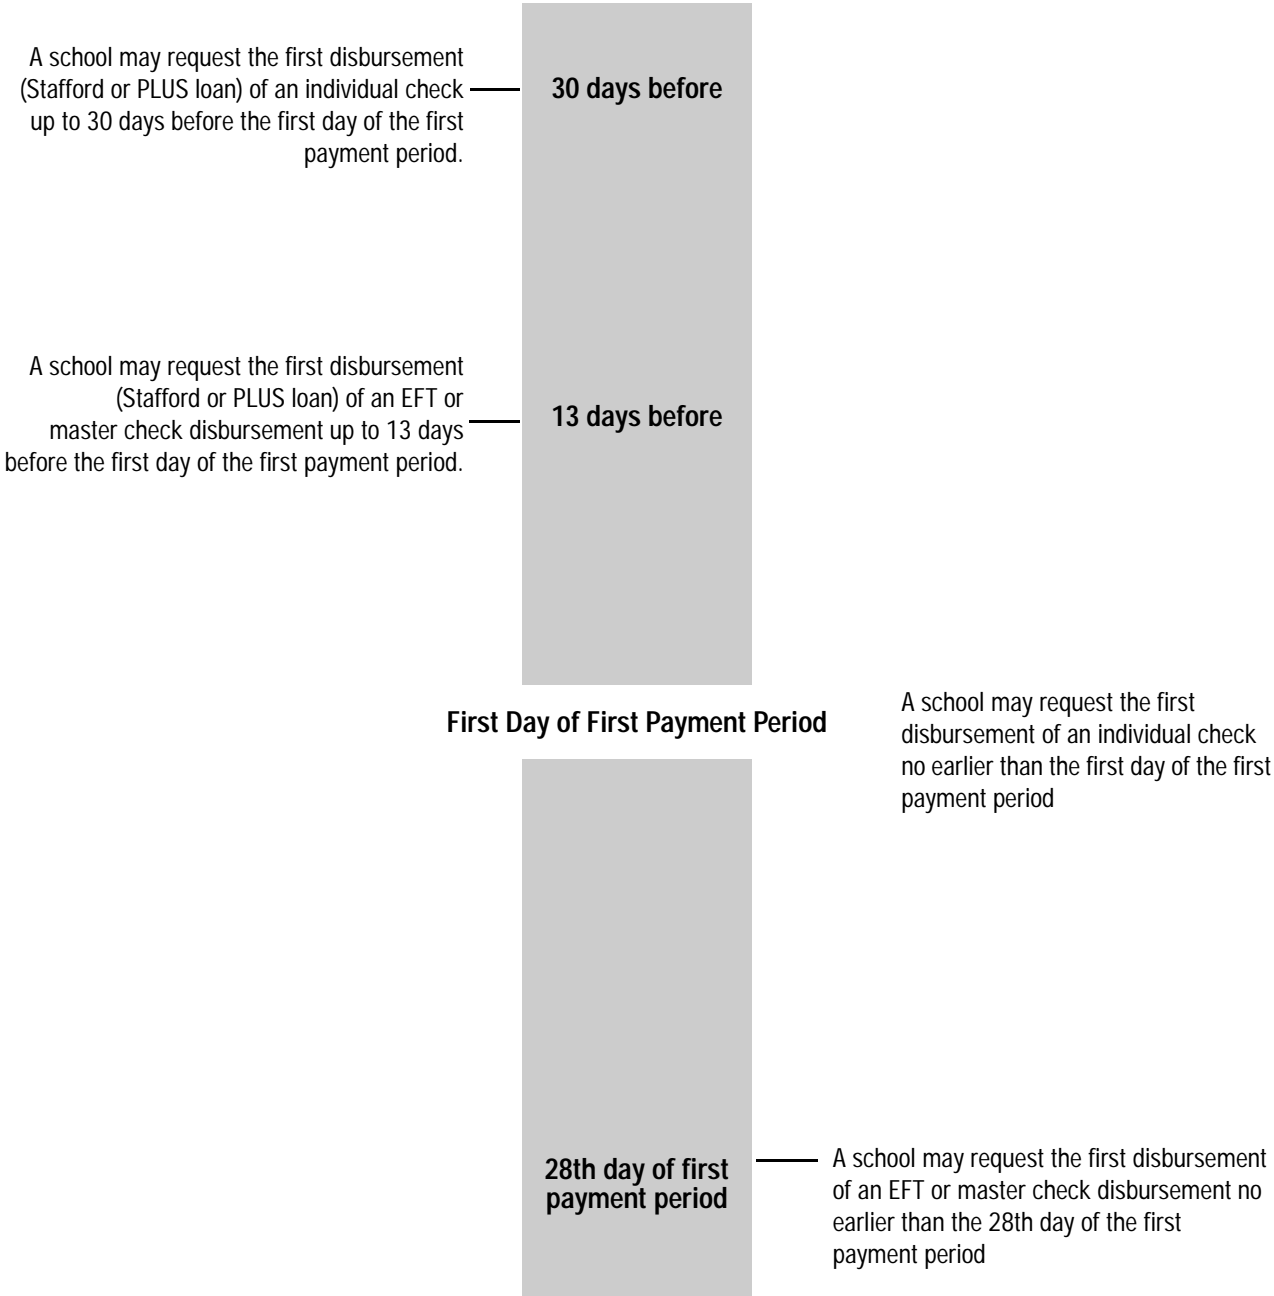 A school may request the first disbursement
(Stafford or PLUS loan) of an individual check
up to 30 days before the first day of the first
payment period.
30 days before
A school may request the first disbursement
(Stafford or PLUS loan) of an EFT or
master check disbursement up to 13 days
before the first day of the first payment period.
13 days before
First Day of First Payment Period
A school may request the first
disbursement of an individual check
no earlier than the first day of the first
payment period
28th day of first
payment period
A school may request the first disbursement
of an EFT or master check disbursement no
earlier than the 28th day of the first
payment period